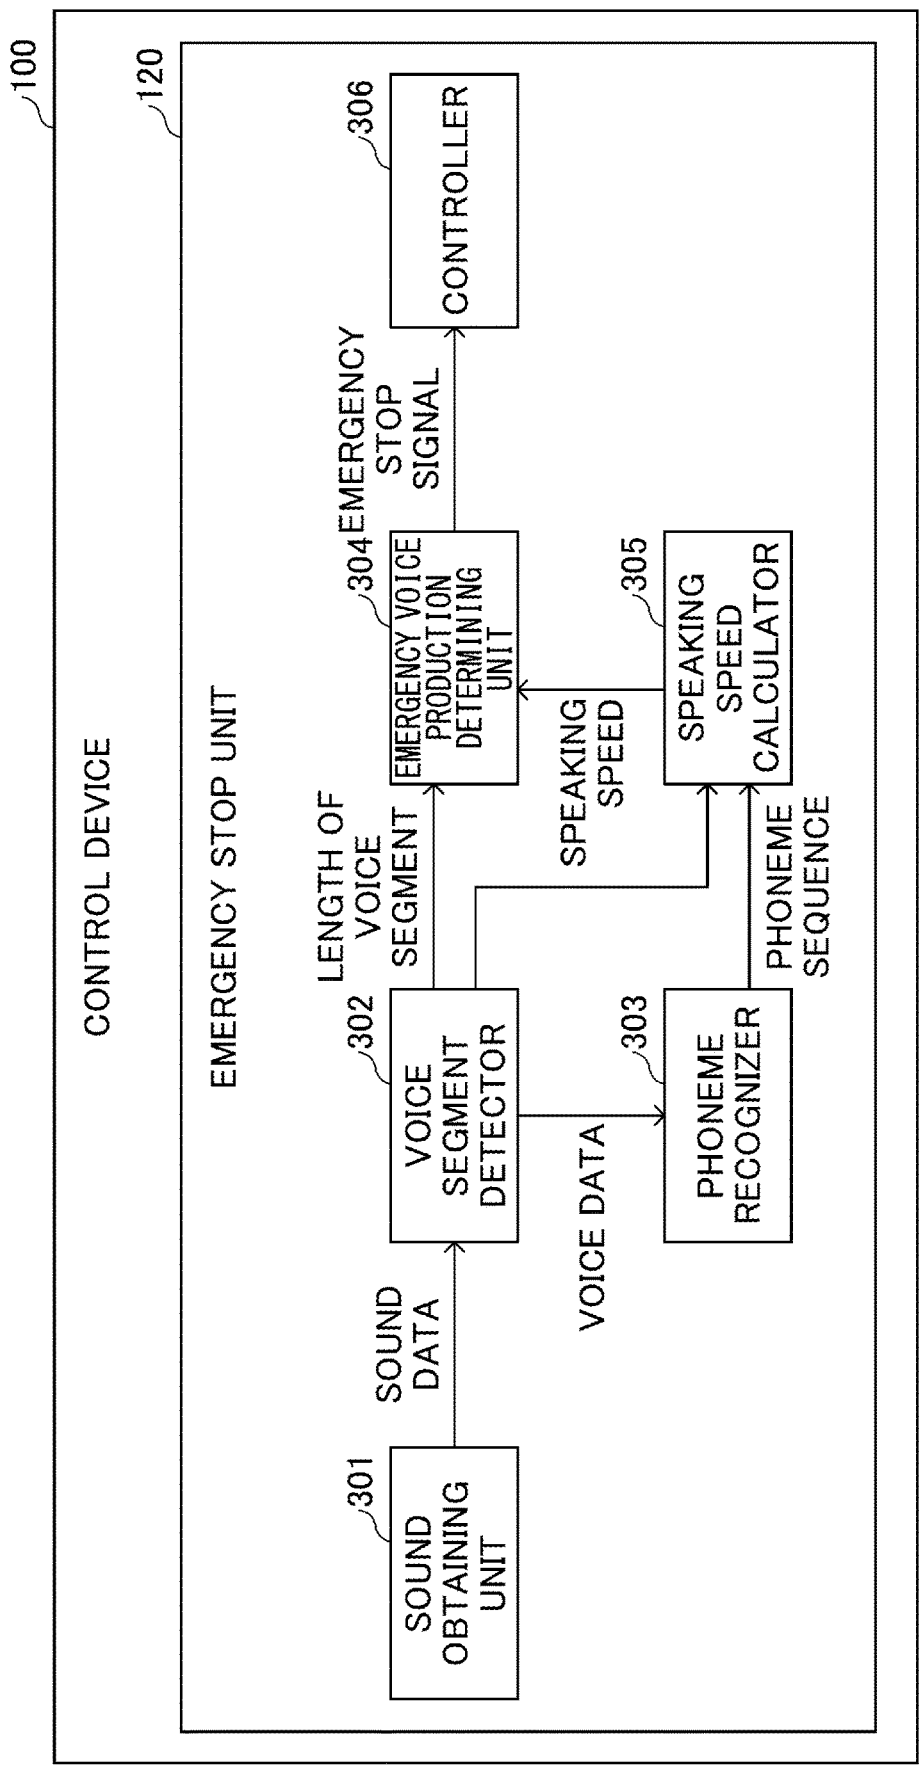 100
CONTROL DEVICE
120
EMERGENCY STOP UNIT
301
SOUND
OBTAINING
UNIT
SOUND
DATA
302
VOICE
SEGMENT
DETECTOR
LENGTH OF
VOICE
SEGMENT
304
EMERGENCY VOICE
PRODUCTION
DETERMINING
UNIT
EMERGENCY
STOP
SIGNAL
306
CONTROLLER
VOICE DATA
303
PHONEME
RECOGNIZER
PHONEME
SEQUENCE
SPEAKING
SPEED
305
SPEAKING
SPEED
CALCULATOR